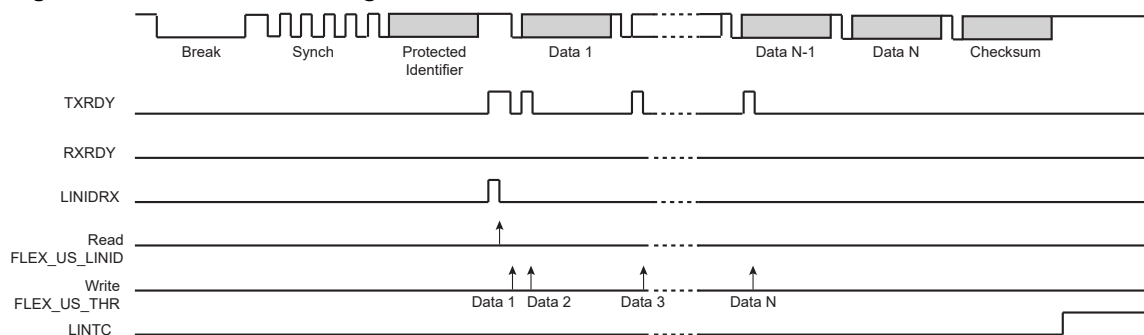 Break Synch Protected Data 1 Data N-1 Data N Checksum
Identifier
TXRDY
RXRDY
LINIDRX
Read
FLEX_US_LINID
Write
FLEX_US_THR
Data 1 Data 2 Data 3 Data N
LINTC